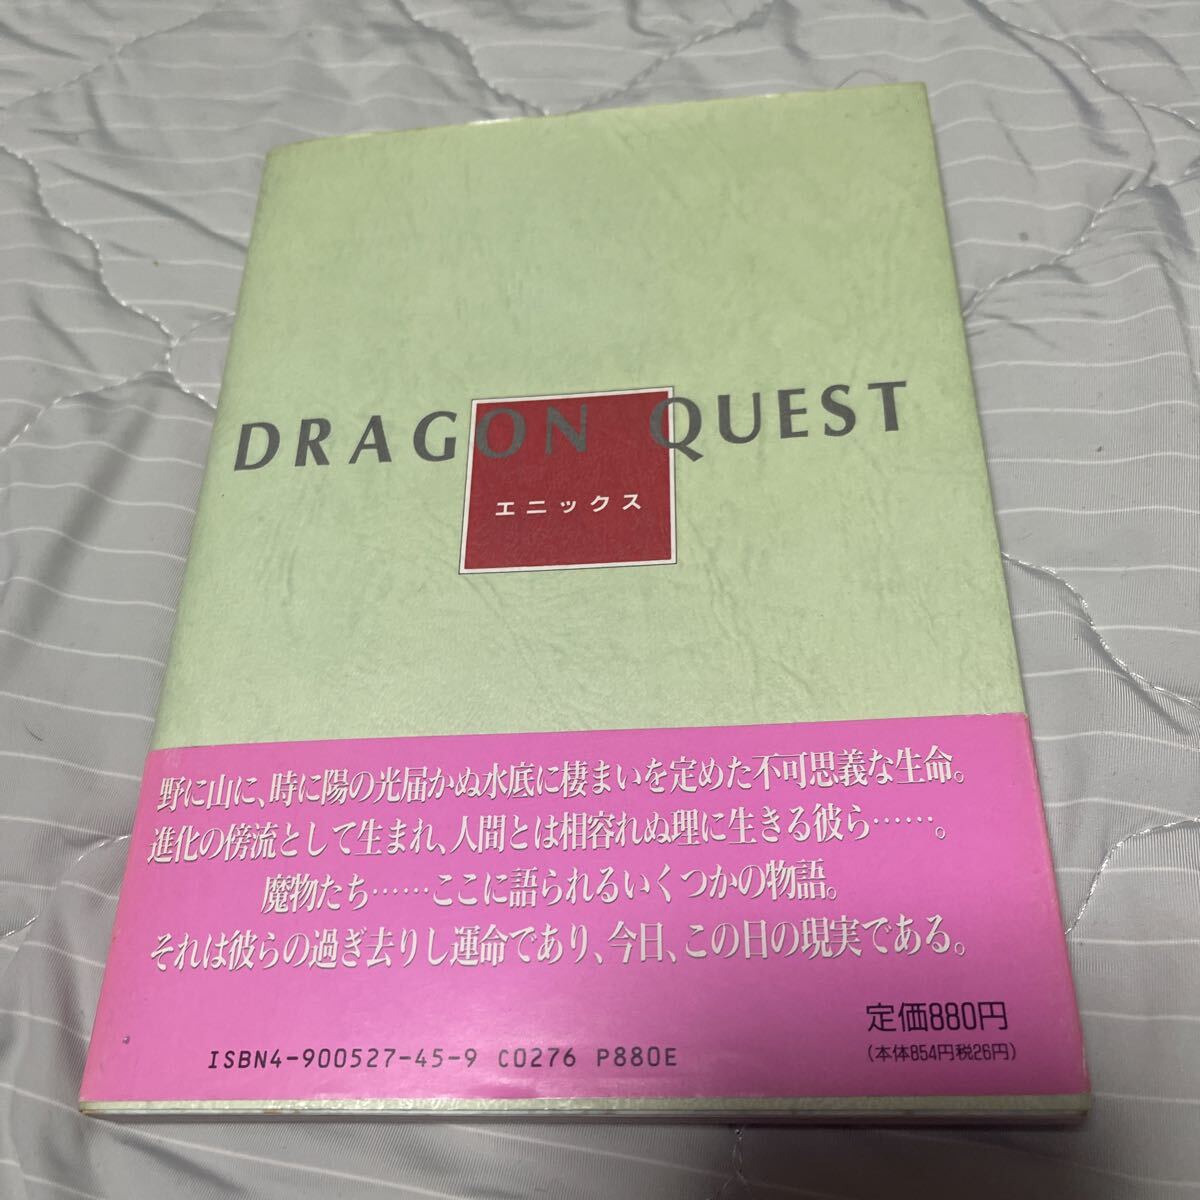 DRAGON QUEST
エニックス
野に山に、時に陽の光届かぬ水底に棲まいを定めた不可思議な生命。
進化の傍流として生まれ、人間とは相容れぬ理に生きる彼ら……。
魔物たち……ここに語られるいくつかの物語。
それは彼らの過ぎ去りし運命であり、今日、この日の現実である。
定価880円
（本体854円税26円）
ISBN4-900527-45-9 C0276 P880E